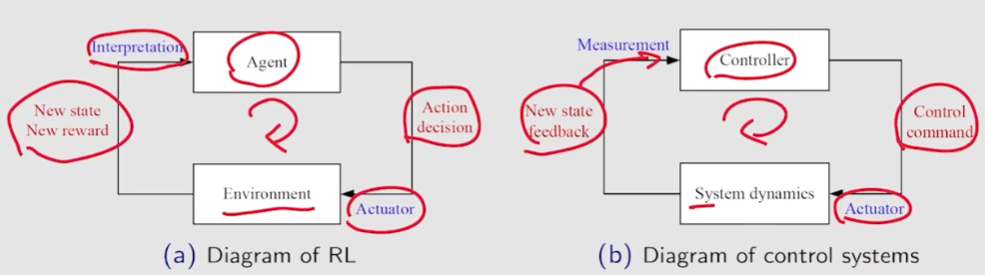 Interpretation
Agent
New state
New reward
Action
decision
Environment
Actuator
(a) Diagram of RL
Measurement
Controller
New state
feedback
Control
command
System dynamics
Actuator
(b) Diagram of control systems